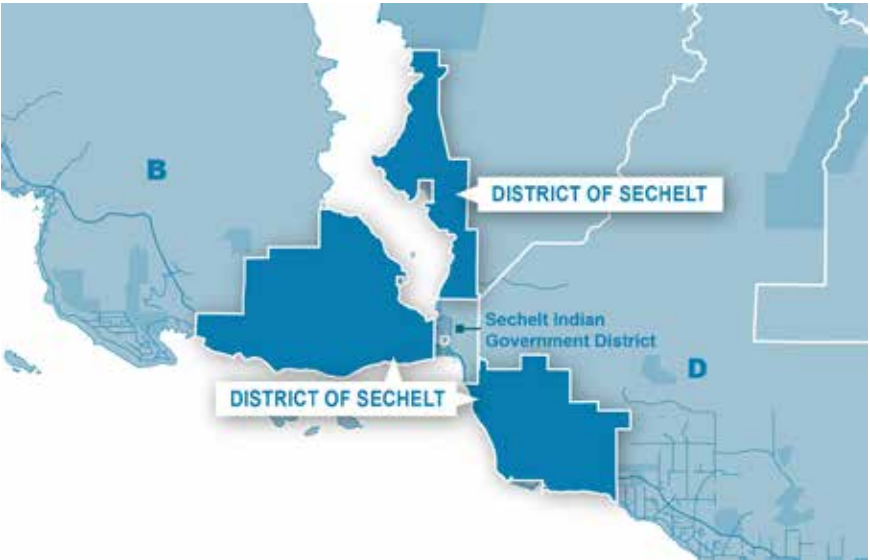 B
DISTRICT OF SECHELT
Sechelt Indian
Government District
D
DISTRICT OF SECHELT